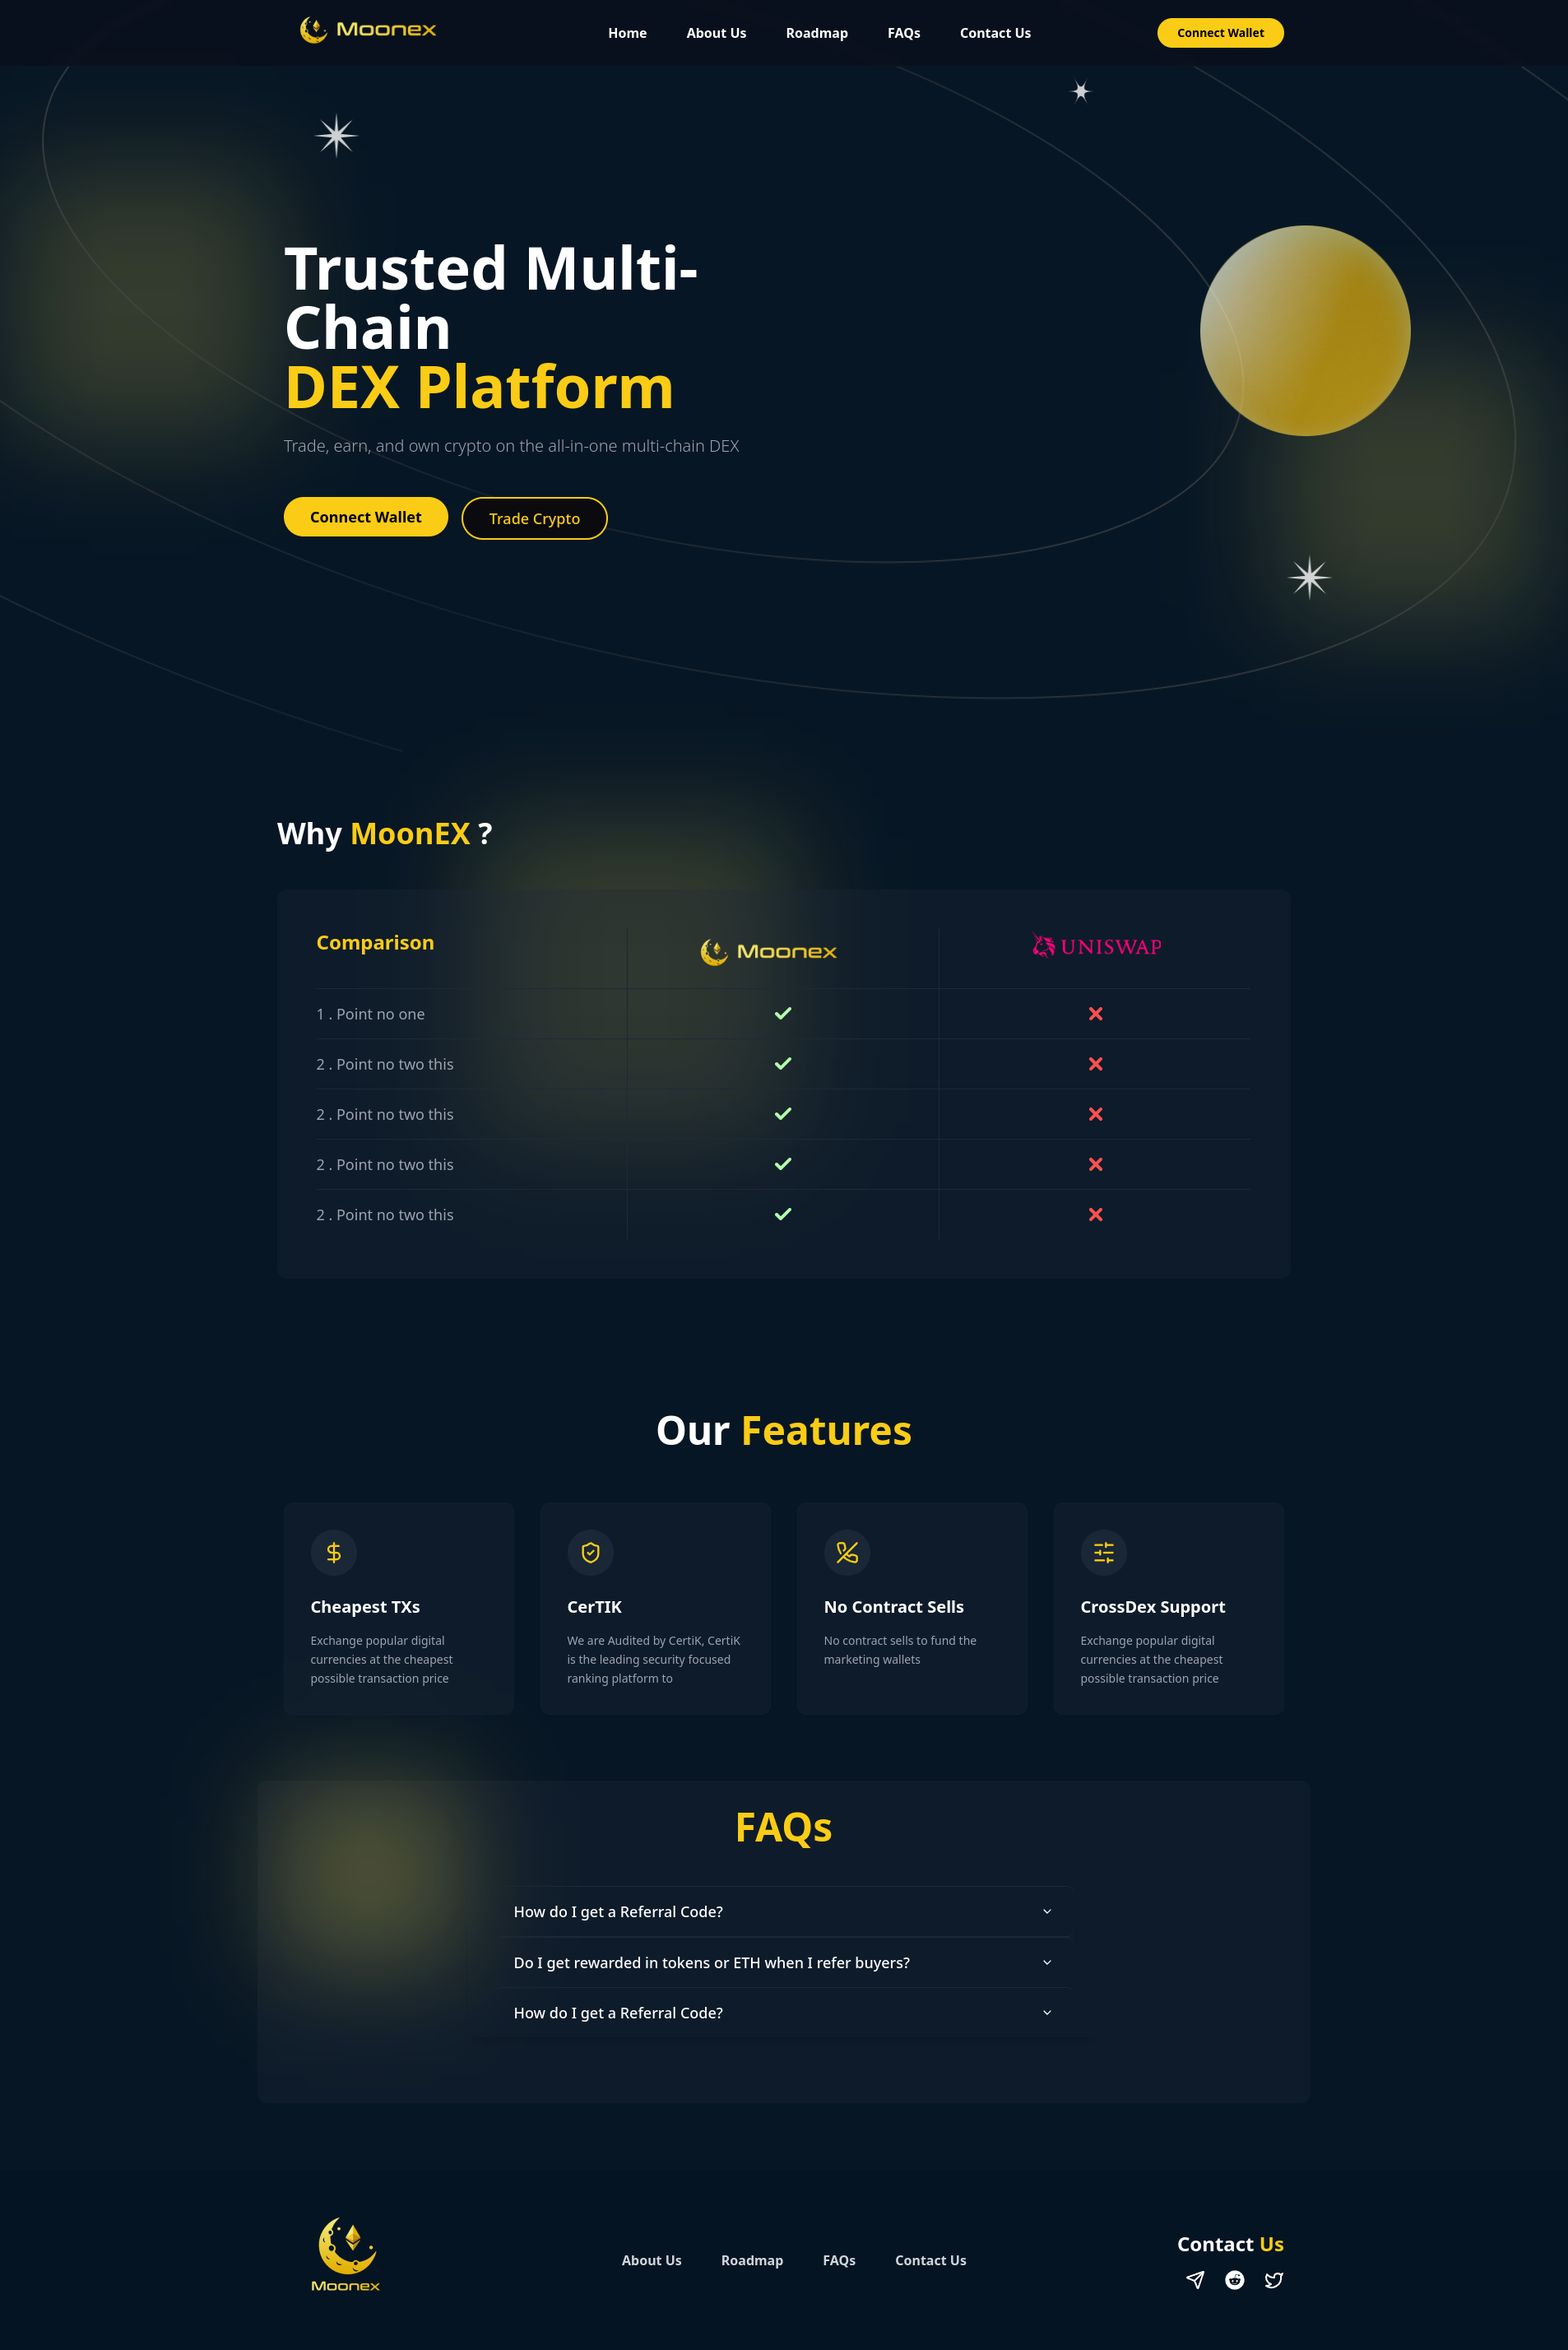 Moonex
Home
About Us
Roadmap
FAQs
Contact Us
Connect Wallet
Trusted Multi-
Chain
DEX Platform
Trade, earn, and own crypto on the all-in-one multi-chain DEX
Connect Wallet
Trade Crypto
Why MoonEX ?
Comparison
Moonex
UNISWAP
1 . Point no one
2 . Point no two this
2 . Point no two this
2 . Point no two this
2 . Point no two this
Our Features
Cheapest TXs
Exchange popular digital
currencies at the cheapest
possible transaction price
CerTIK
We are Audited by CertiK, CertiK
is the leading security focused
ranking platform to
No Contract Sells
No contract sells to fund the
marketing wallets
CrossDex Support
Exchange popular digital
currencies at the cheapest
possible transaction price
FAQs
How do I get a Referral Code?
Do I get rewarded in tokens or ETH when I refer buyers?
How do I get a Referral Code?
Moonex
About Us
Roadmap
FAQs
Contact Us
Contact Us